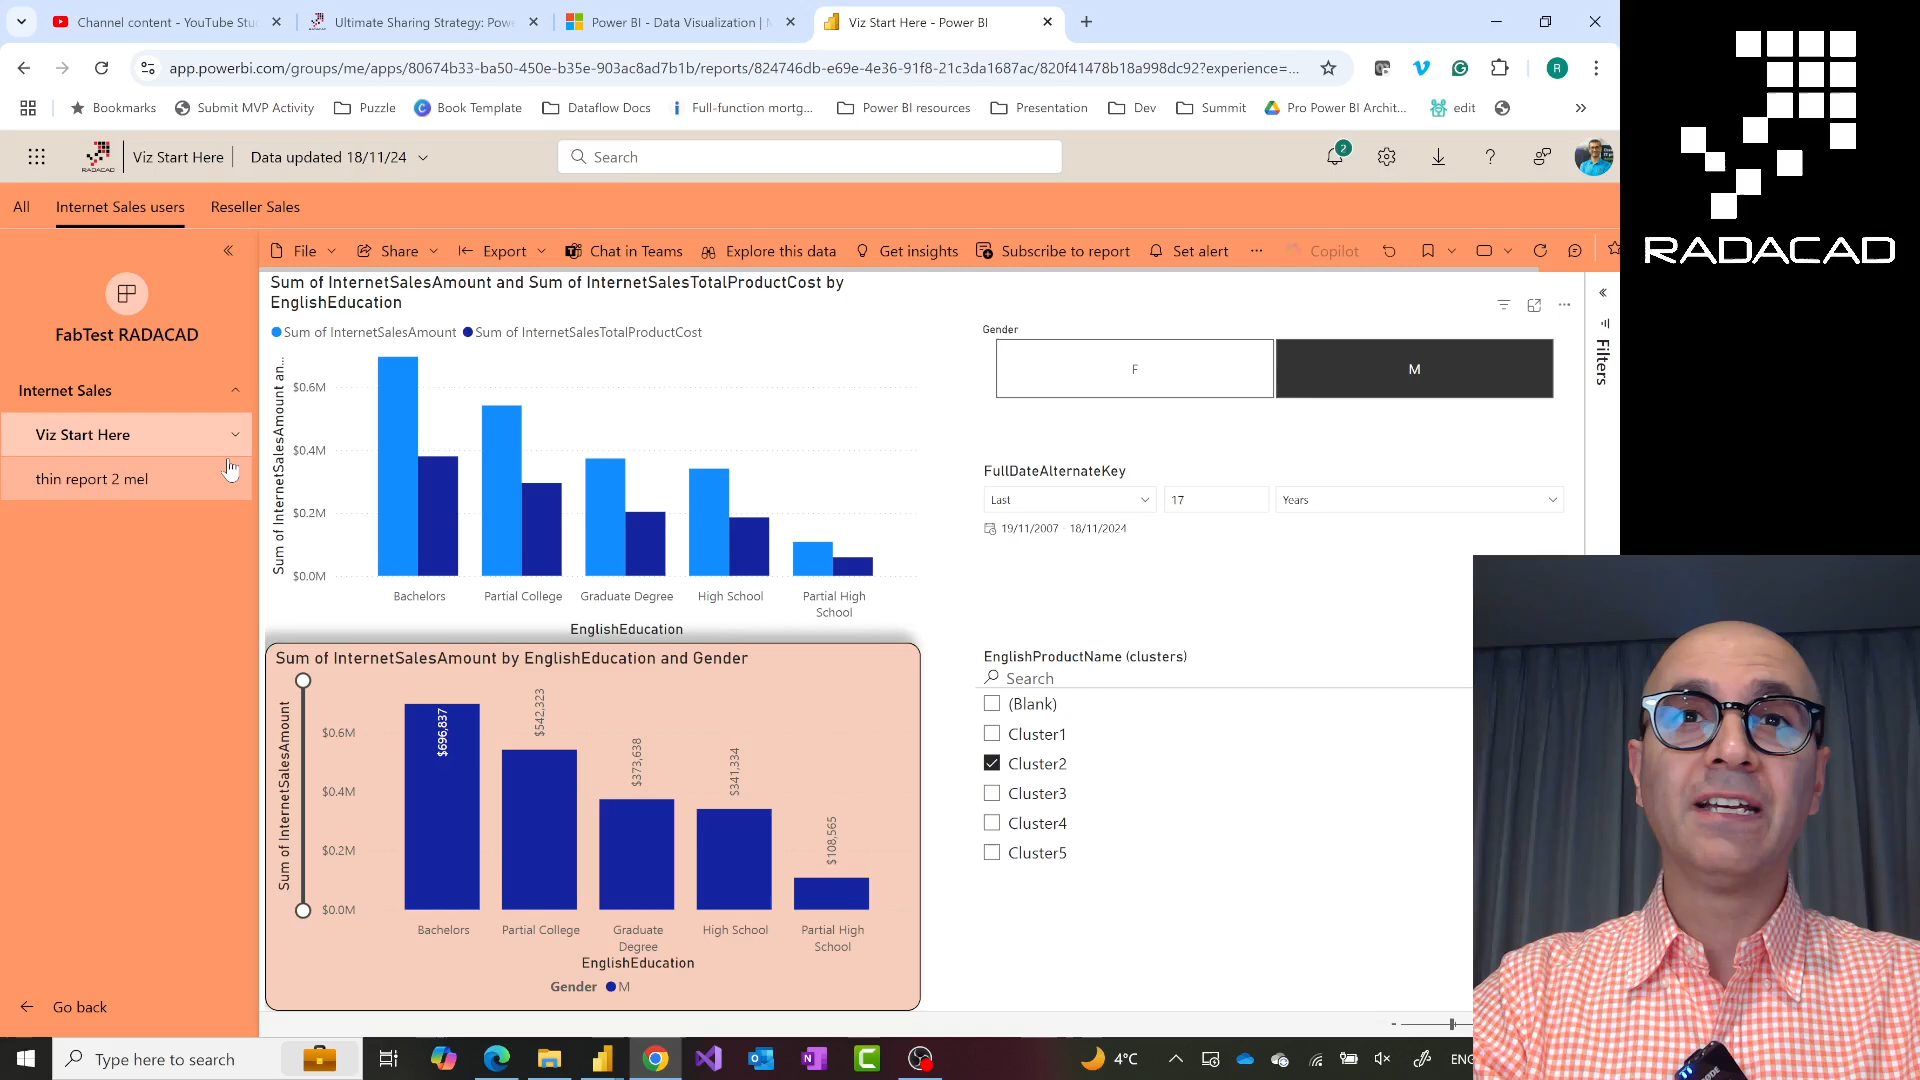 Channel content - YouTube Stu
Ultimate Sharing Strategy: Powe
Power BI - Data Visualization | M
Viz Start Here - Power BI
app.powerbi.com/groups/me/apps/80674b33-ba50-450e-b35e-903ac8ad7b1b/reports/824746db-e69e-4e36-91f8-21c3da1687ac/820f41478b18a998dc92?experience=...
R
Bookmarks
Submit MVP Activity
Puzzle
Book Template
Dataflow Docs
Full-function mortg...
Power BI resources
Presentation
Dev
Summit
Pro Power BI Archit...
edit
RADACAD
Viz Start Here
Data updated 18/11/24
Search
2
All
Internet Sales users
Reseller Sales
File
Share
Export
Chat in Teams
Explore this data
Get insights
Subscribe to report
Set alert
Copilot
FabTest RADACAD
Internet Sales
Viz Start Here
thin report 2 mel
Go back
Sum of InternetSalesAmount and Sum of InternetSalesTotalProductCost by
EnglishEducation
Sum of InternetSalesAmount
Sum of InternetSalesTotalProductCost
Sum of InternetSalesAmount an...
$0.6M
$0.4M
$0.2M
$0.0M
Bachelors
Partial College
Graduate Degree
High School
Partial High
School
EnglishEducation
Sum of InternetSalesAmount by EnglishEducation and Gender
Sum of InternetSalesAmount
$0.6M
$0.4M
$0.2M
$0.0M
$696,837
$542,323
$373,638
$341,334
$108,565
Bachelors
Partial College
Graduate
Degree
High School
Partial High
School
EnglishEducation
Gender
M
Gender
F
M
FullDateAlternateKey
Last
17
Years
19/11/2007 - 18/11/2024
EnglishProductName (clusters)
Search
(Blank)
Cluster1
Cluster2
Cluster3
Cluster4
Cluster5
Filters
RADACAD
Type here to search
4°C
ENG